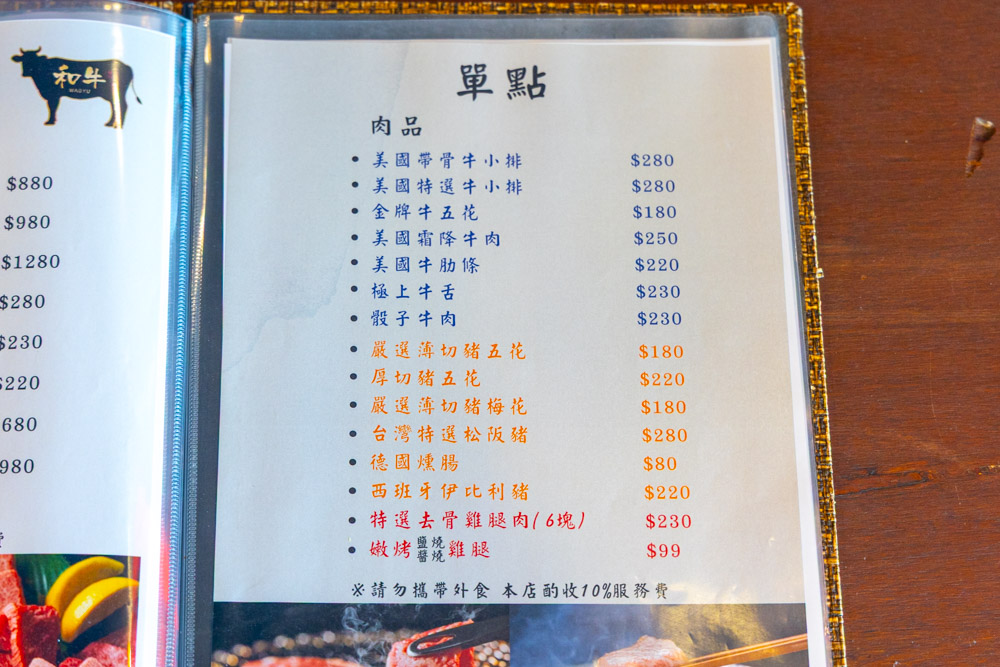 和牛
WAGYU
$880
$980
$1280
$280
$230
220
680
980
單點
肉品
• 美國帶骨牛小排 $280
• 美國特選牛小排 $280
• 金牌牛五花 $180
• 美國霜降牛肉 $250
• 美國牛肋條 $220
• 極上牛舌 $230
• 骰子牛肉 $230
• 嚴選薄切豬五花 $180
• 厚切豬五花 $220
• 嚴選薄切豬梅花 $180
• 台灣特選松阪豬 $280
• 德國燻腸 $80
• 西班牙伊比利豬 $220
• 特選去骨雞腿肉(6塊) $230
• 嫩烤鹽燒醬燒雞腿 $99
※請勿攜帶外食 本店酌收10%服務費